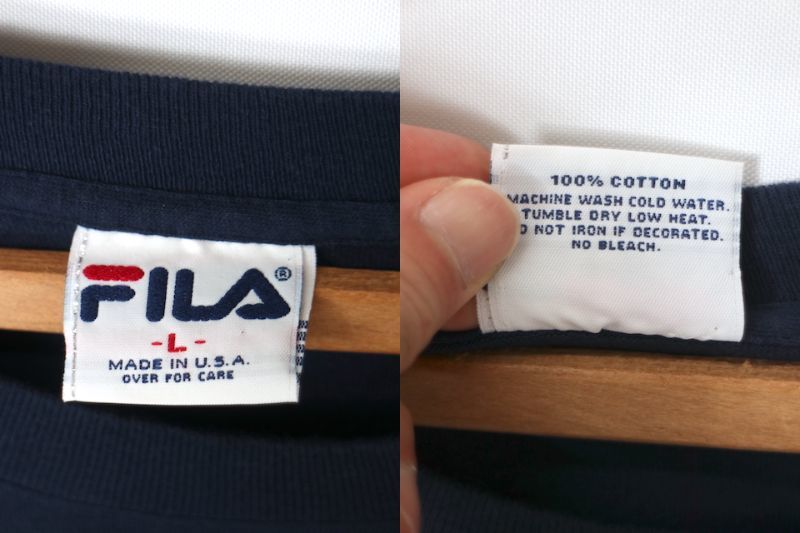 FILA®
-L-
MADE IN U.S.A.
OVER FOR CARE
100% COTTON
MACHINE WASH COLD WATER.
TUMBLE DRY LOW HEAT.
NOT IRON IF DECORATED.
NO BLEACH.